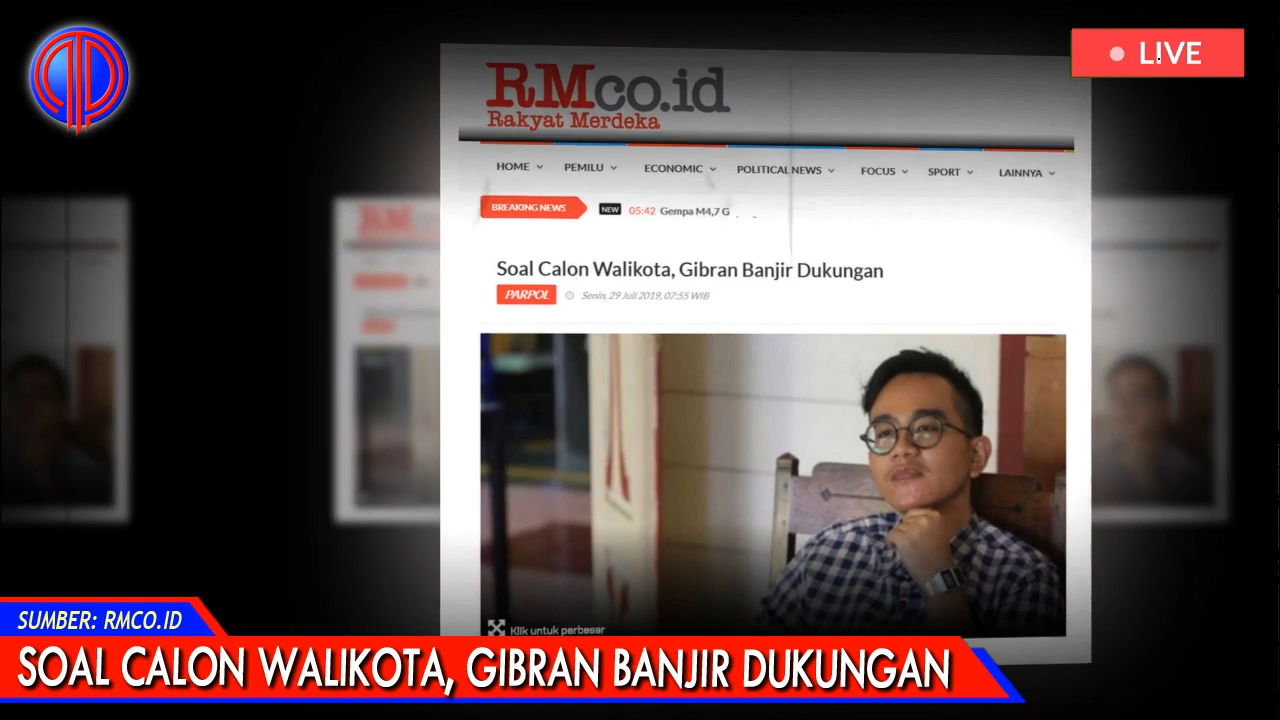 LIVE
RMco.id
Rakyat Merdeka
HOME PEMILU ECONOMIC POLITICAL NEWS FOCUS SPORT LAINNYA
BREAKING NEWS NEW 05:42 Gempa M4,7 G
Soal Calon Walikota, Gibran Banjir Dukungan
PARPOL Senin, 29 Juli 2019, 07:55 WIB
Klik untuk perbesar
SUMBER: RMCO.ID
SOAL CALON WALIKOTA, GIBRAN BANJIR DUKUNGAN